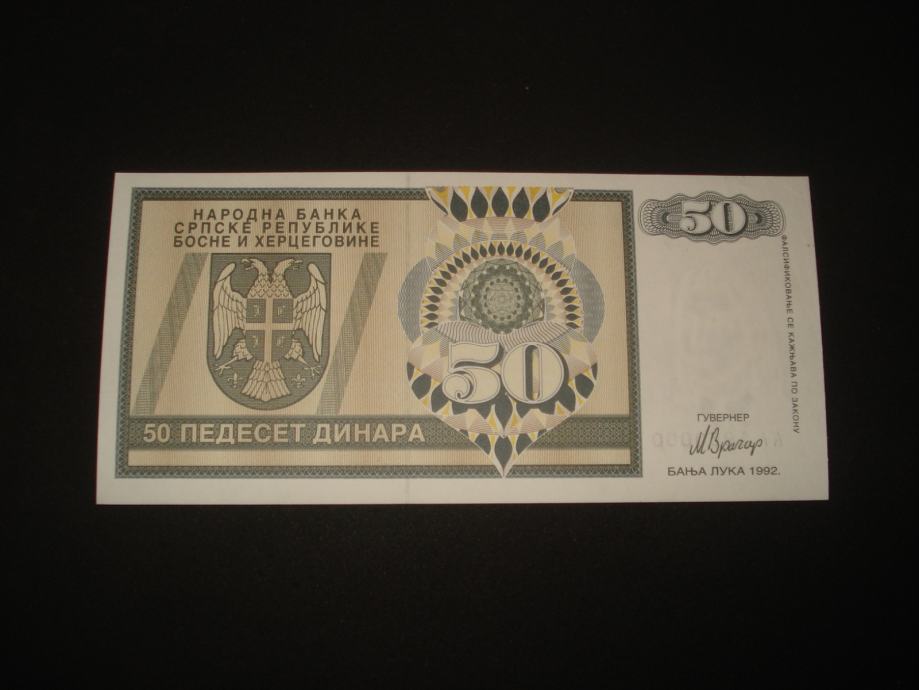 НАРОДНА БАНКА
СРПСКЕ РЕПУБЛИКЕ
БОСНЕ И ХЕРЦЕГОВИНЕ
50
50
50 ПЕДЕСЕТ ДИНАРА
ФАЛСИФИКОВАЊЕ СЕ КАЖЊАВА ПО ЗАКОНУ
ГУВЕРНЕР
М Врачар
БАЊА ЛУКА 1992.